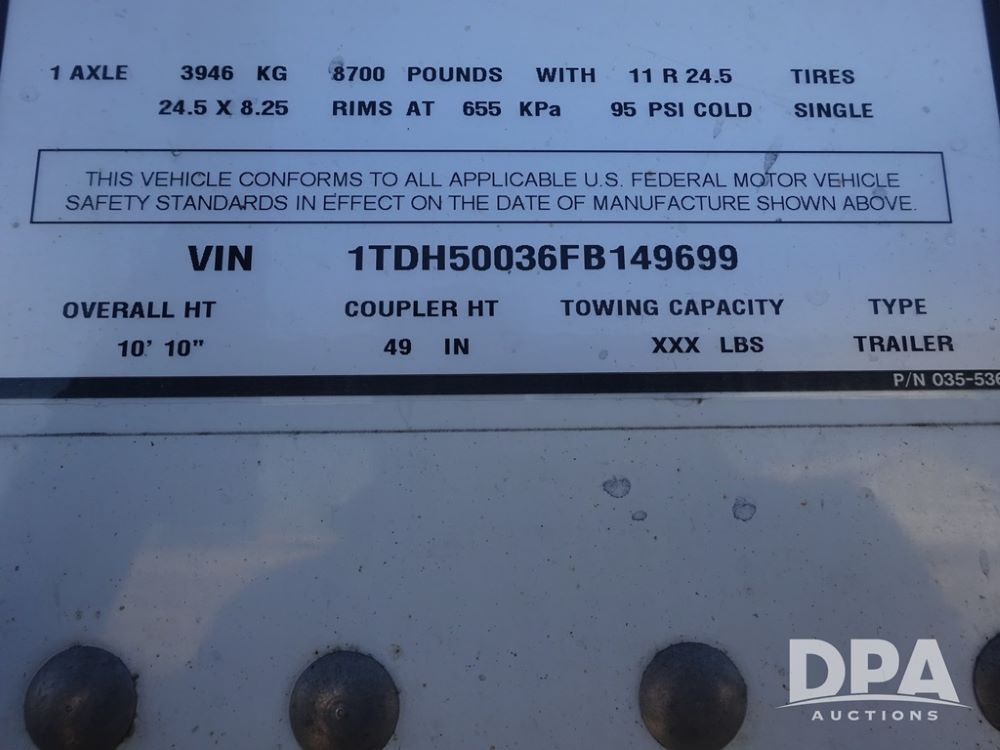 1 AXLE 3946 KG 8700 POUNDS WITH 11 R 24.5 TIRES
24.5 X 8.25 RIMS AT 655 KPa 95 PSI COLD SINGLE
THIS VEHICLE CONFORMS TO ALL APPLICABLE U.S. FEDERAL MOTOR VEHICLE
SAFETY STANDARDS IN EFFECT ON THE DATE OF MANUFACTURE SHOWN ABOVE.
VIN 1TDH50036FB149699
OVERALL HT COUPLER HT TOWING CAPACITY TYPE
10' 10" 49 IN XXX LBS TRAILER
P/N 035-536
DPA
AUCTIONS